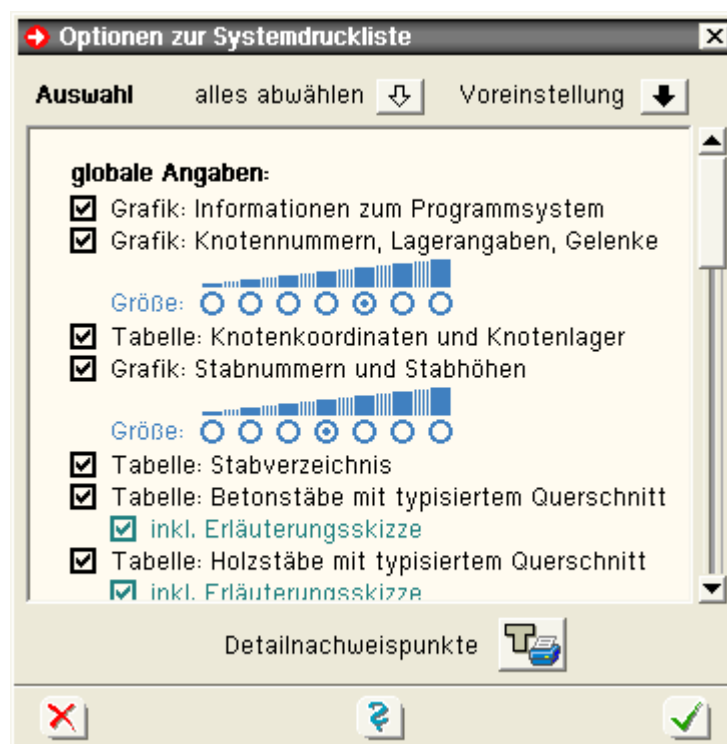 Optionen zur Systemdruckliste
Auswahl alles abwählen Voreinstellung
globale Angaben:
Grafik: Informationen zum Programmsystem
Grafik: Knotennummern, Lagerangaben, Gelenke
Größe:
Tabelle: Knotenkoordinaten und Knotenlager
Grafik: Stabnummern und Stabhöhen
Größe:
Tabelle: Stabverzeichnis
Tabelle: Betonstäbe mit typisiertem Querschnitt
inkl. Erläuterungsskizze
Tabelle: Holzstäbe mit typisiertem Querschnitt
inkl. Erläuterungsskizze
Detailnachweispunkte